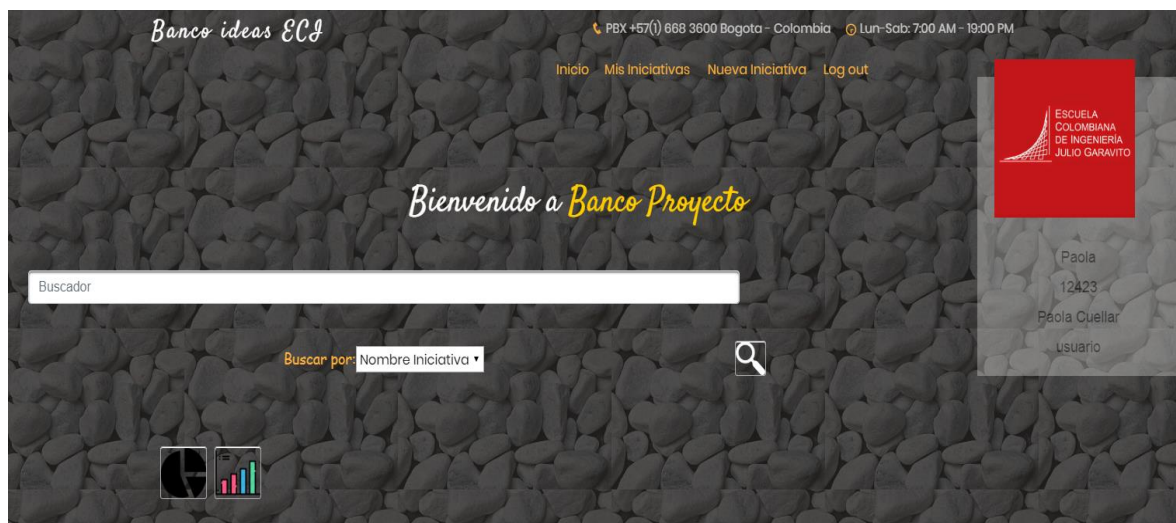 Banco ideas ECI
PBX +57(1) 668 3600 Bogota - Colombia
Lun-Sab: 7:00 AM - 19:00 PM
Inicio Mis Iniciativas Nueva Iniciativa Log out
ESCUELA
COLOMBIANA
DE INGENIERÍA
JULIO GARAVITO
Bienvenido a Banco Proyecto
Paola
12423
Paola Cuellar
usuario
Buscador
Buscar por: Nombre Iniciativa